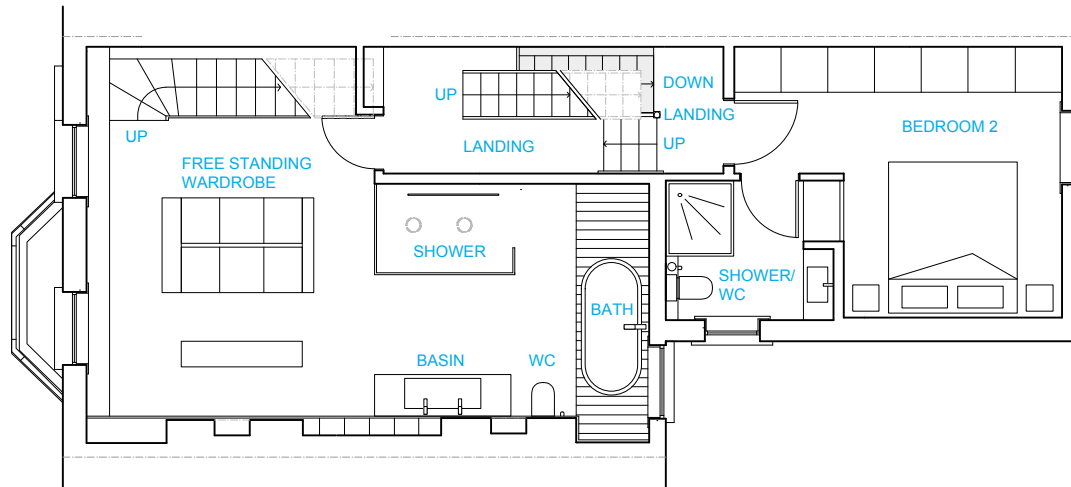 UP
DOWN
LANDING
UP
LANDING
UP
BEDROOM 2
FREE STANDING
WARDROBE
SHOWER
SHOWER/
WC
BATH
BASIN
WC